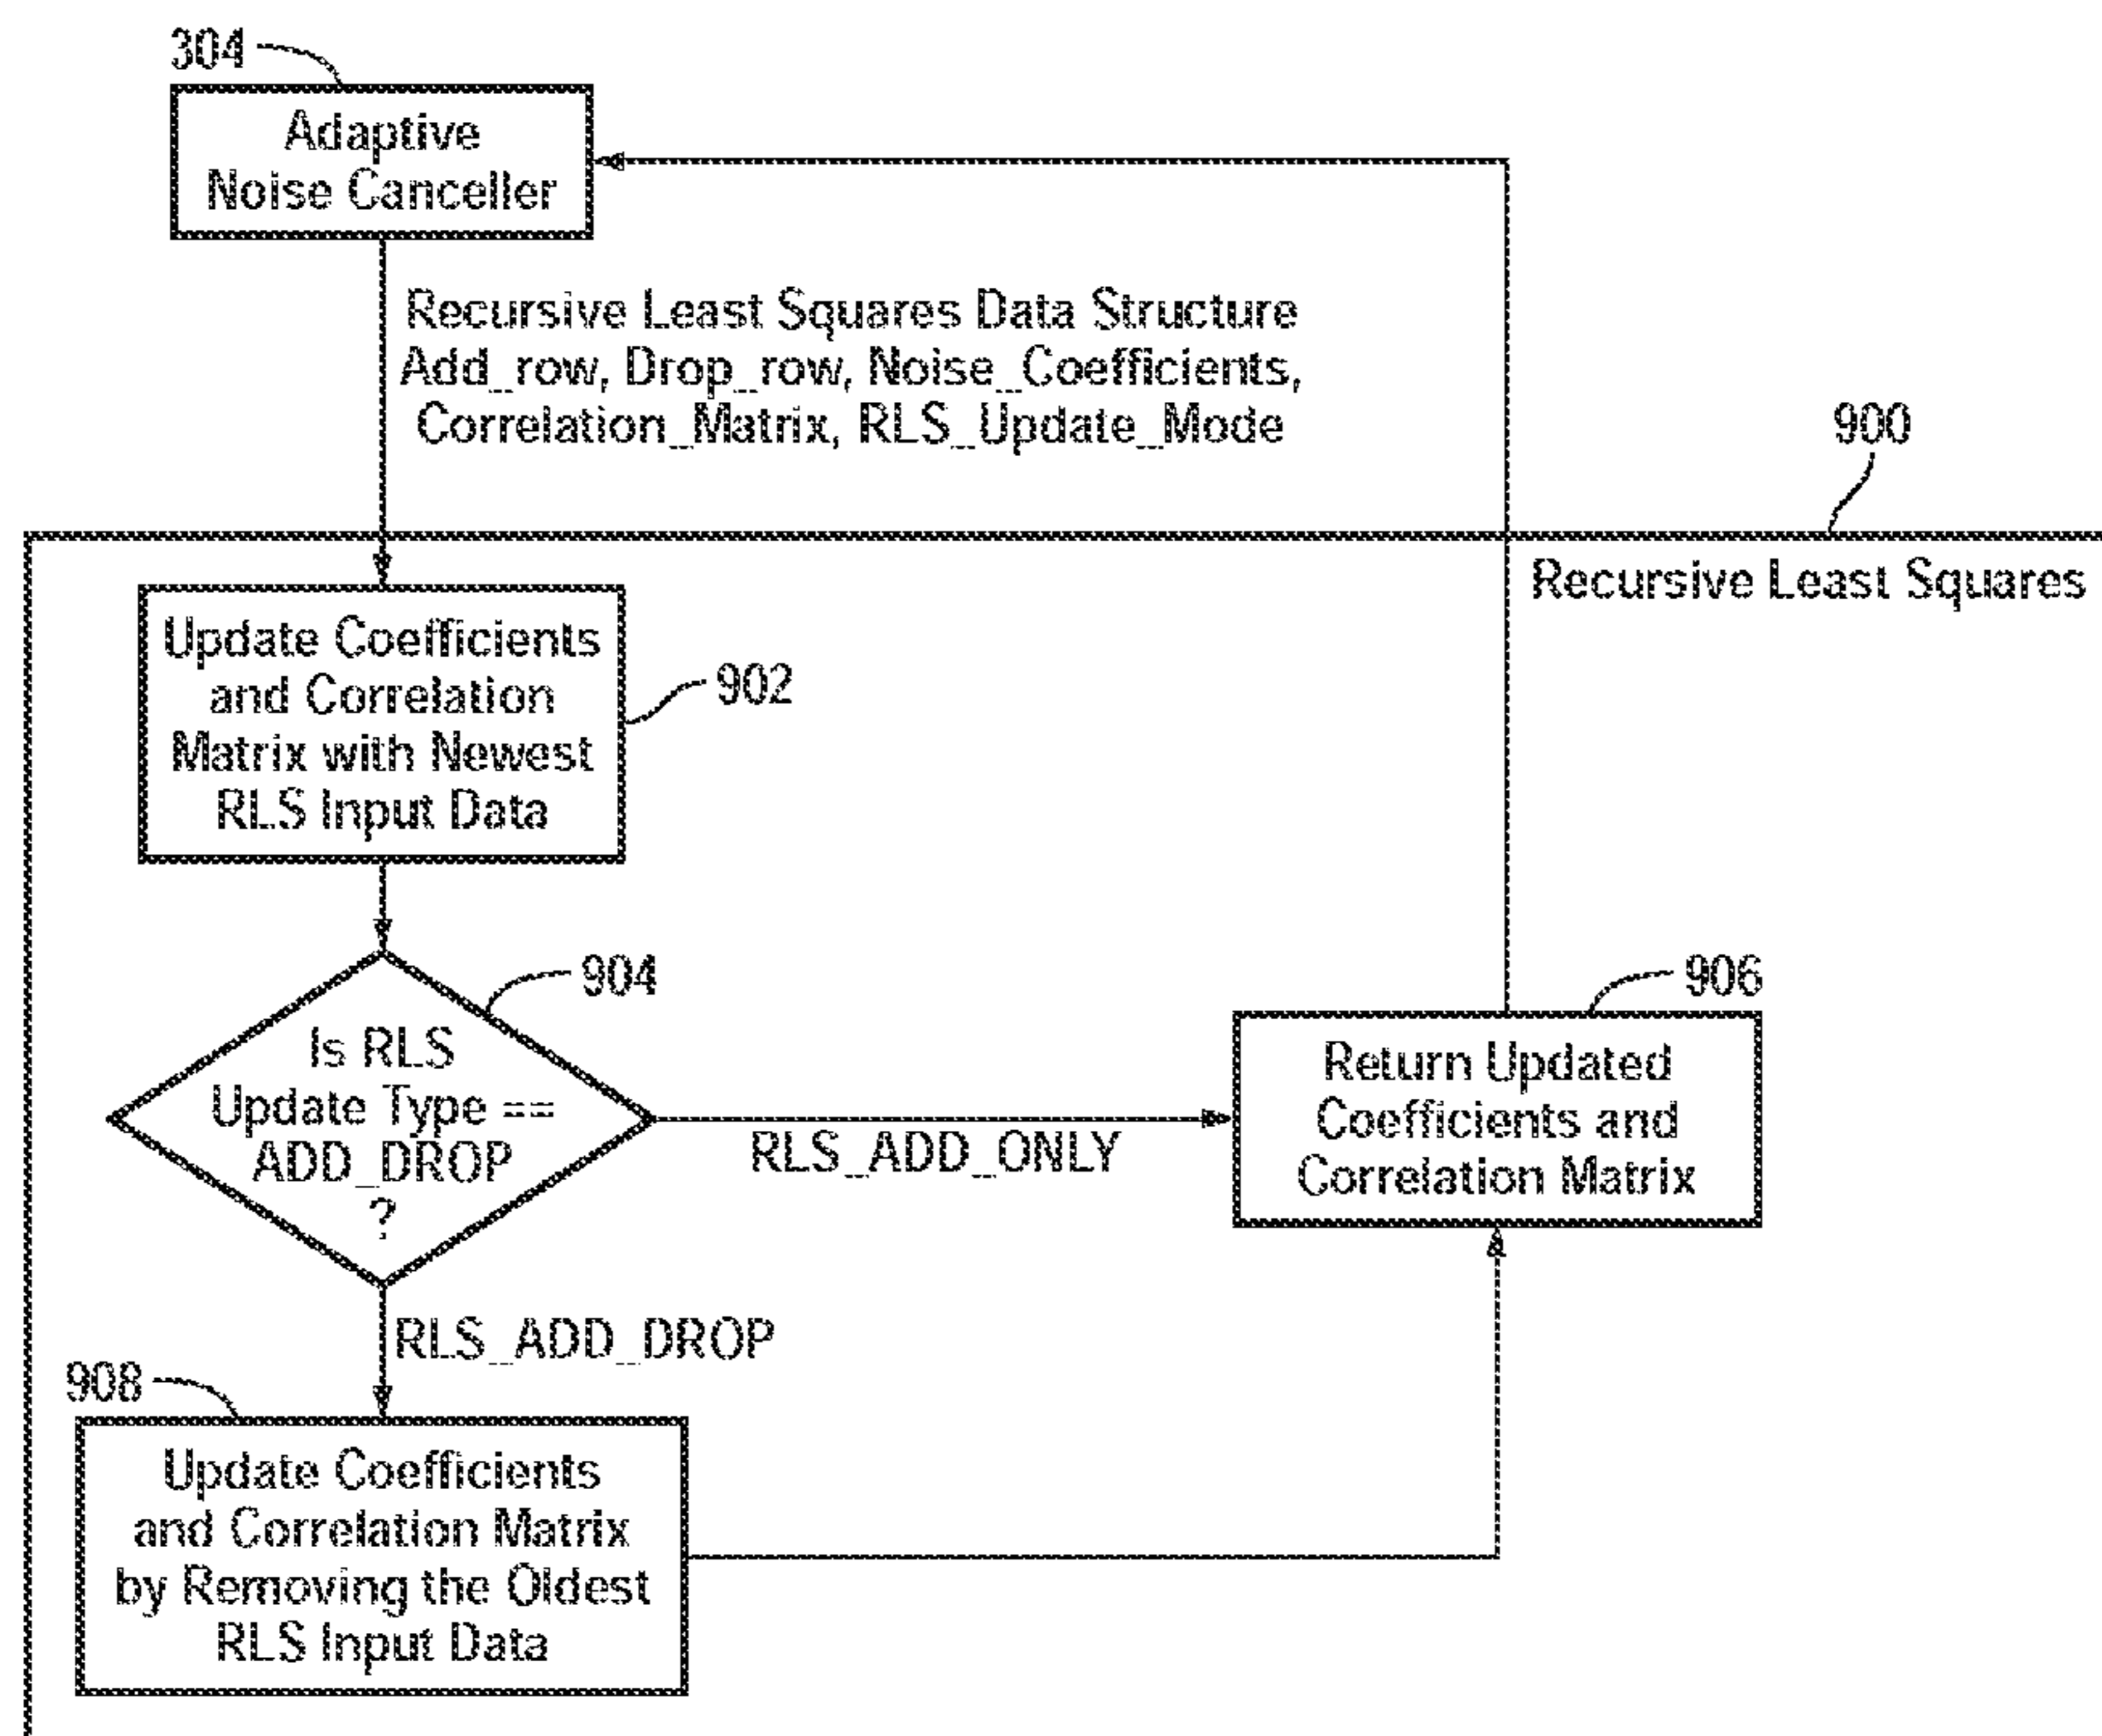 304
Adaptive
Noise Canceller
Recursive Least Squares Data Structure
Add_row, Drop_row, Noise_Coefficients,
Correlation_Matrix, RLS_Update_Mode
900
Recursive Least Squares
Update Coefficients
and Correlation
Matrix with Newest
RLS Input Data
902
904
Is RLS
Update Type ==
ADD_DROP
?
RLS_ADD_ONLY
906
Return Updated
Coefficients and
Correlation Matrix
RLS_ADD_DROP
908
Update Coefficients
and Correlation Matrix
by Removing the Oldest
RLS Input Data